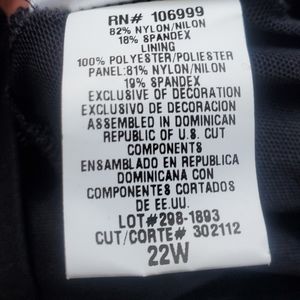 RN# 106999
82% NYLON/NILON
18% SPANDEX
LINING
100% POLYESTER/POLIESTER
PANEL:81% NYLON/NILON
19% SPANDEX
EXCLUSIVE OF DECORATION
EXCLUSIVO DE DECORACION
ASSEMBLED IN DOMINICAN
REPUBLIC OF U.S. CUT
COMPONENTS
ENSAMBLADO EN REPUBLICA
DOMINICANA CON
COMPONENTES CORTADOS
DE EE.UU.
LOT#298-1893
CUT/CORTE# 302112
22W